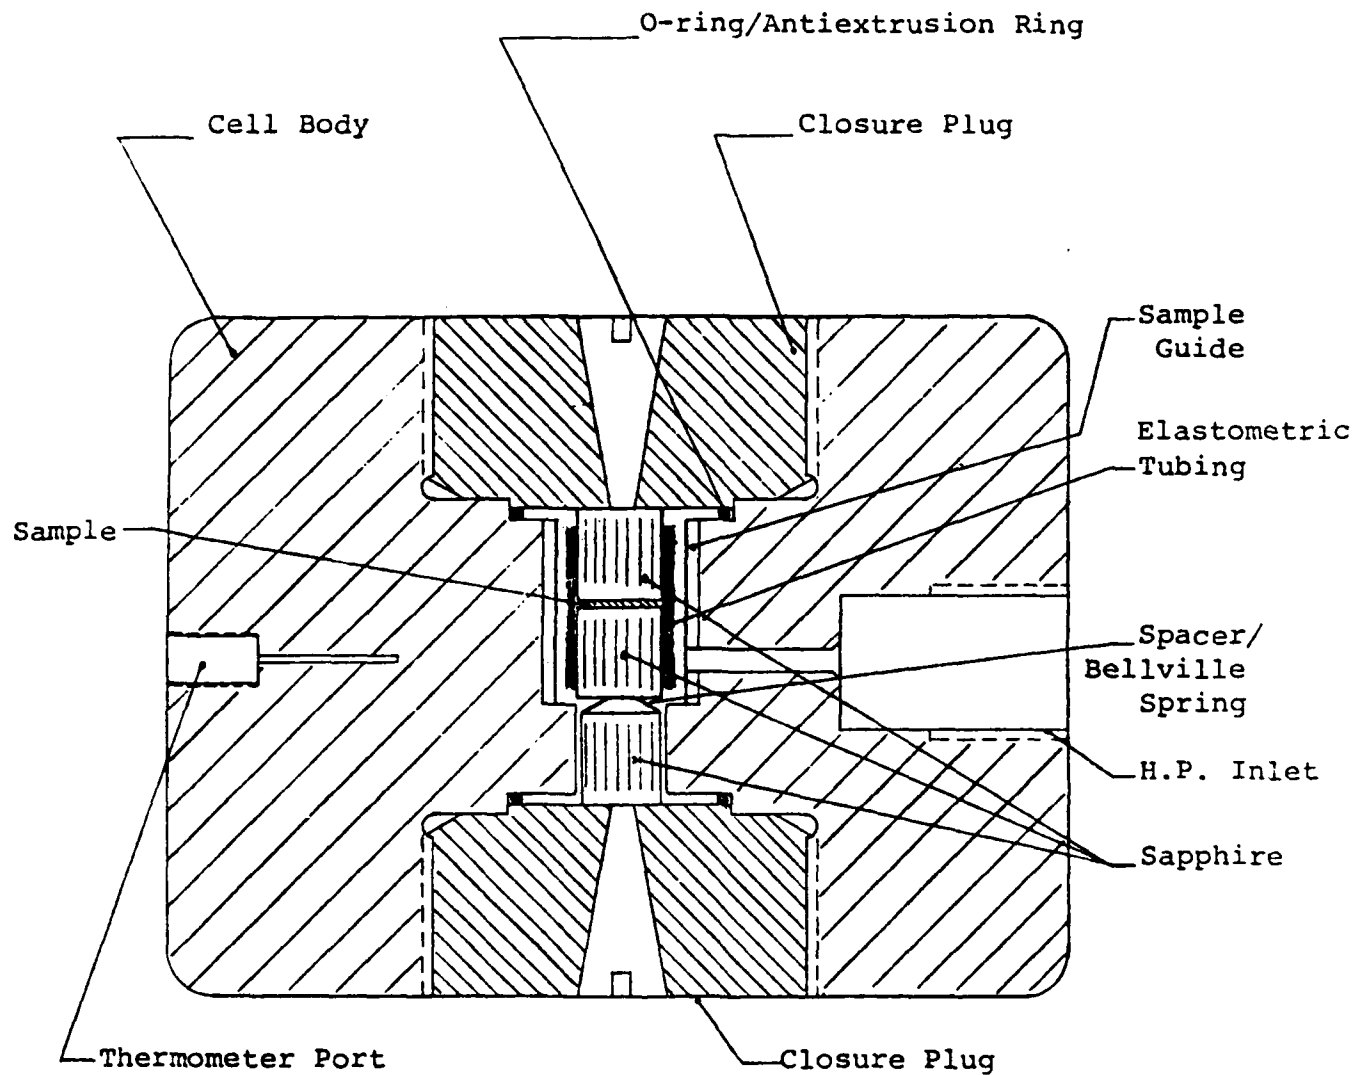 O-ring/Antiextrusion Ring
Cell Body
Closure Plug
Sample
Guide
Elastometric
Tubing
Sample
Spacer/
Bellville
Spring
H.P. Inlet
Sapphire
Thermometer Port
Closure Plug